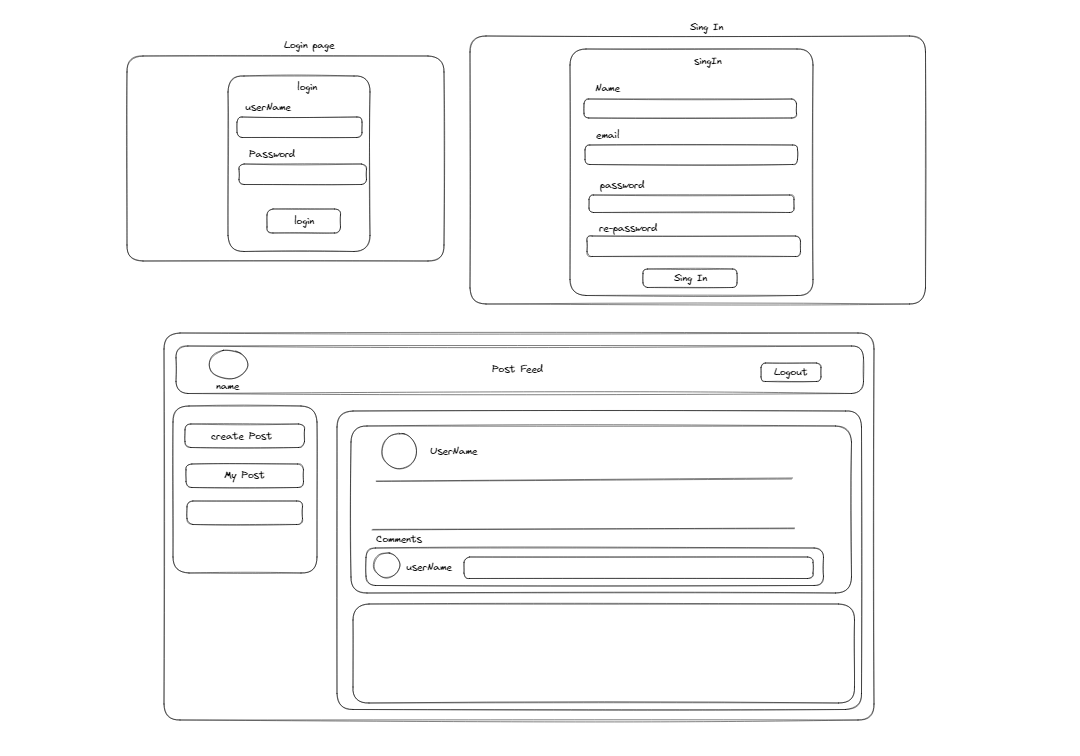 Login page
login
userName
Password
login
Sing In
SingIn
Name
email
password
re-password
Sing In
name
Post Feed
Logout
create Post
My Post
UserName
Comments
userName